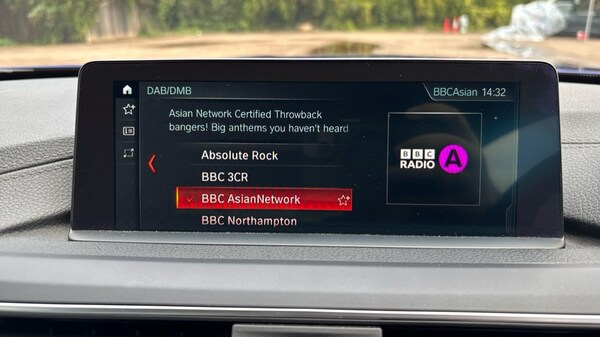 DAB/DMB
BBCAsian 14:32
Asian Network Certified Throwback
bangers! Big anthems you haven't heard
Absolute Rock
BBC 3CR
BBC AsianNetwork
BBC Northampton
BBC
RADIO A